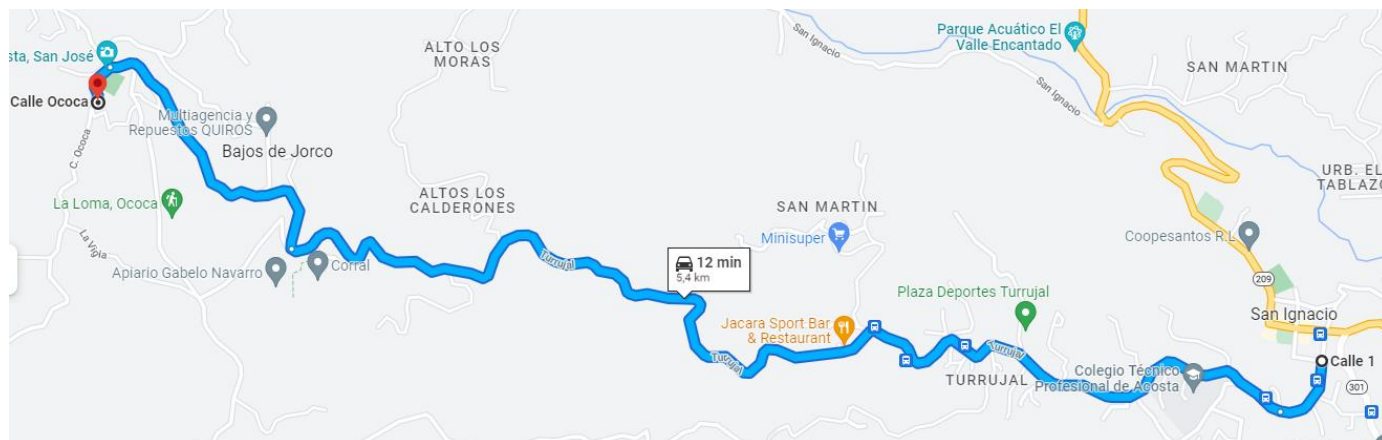 San Ignacio
Parque Acuático El
Valle Encantado
ALTO LOS
MORAS
sta, San José
SAN MARTIN
San Ignacio
Calle Ococa
Multiagencia y
Repuestos QUIROS
C. Ococa
Bajos de Jorco
URB. EL
TABLAZO
ALTOS LOS
CALDERONES
La Loma, Ococa
SAN MARTIN
La Vigía
Minisuper
Coopesantos R.L
Turrujal
12 min
5,4 km
Apiario Gabelo Navarro
Corral
209
Plaza Deportes Turrujal
San Ignacio
Jacara Sport Bar
& Restaurant
Turrujal
Turrujal
Calle 1
Colegio Técnico
Profesional de Acosta
TURRUJAL
301